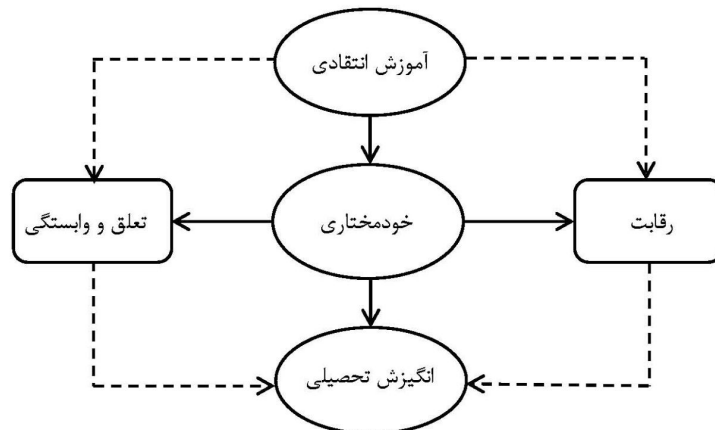 آموزش انتقادی
رقابت
خودمختاری
تعلق و وابستگی
انگیزش تحصیلی